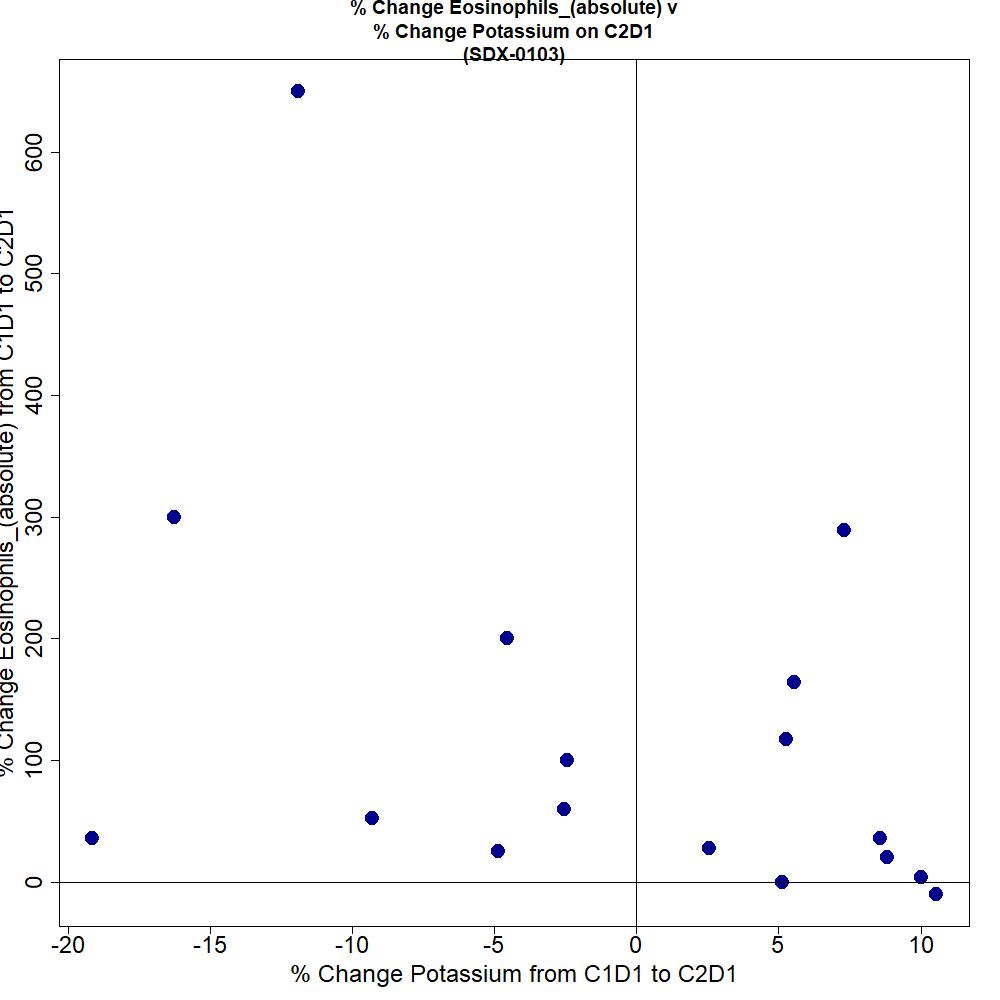 % Change Eosinophils_(absolute) v
% Change Potassium on C2D1
(SDX-0103)
% Change Eosinophils_(absolute) from C1D1 to C2D1
600
500
400
300
200
100
0
-20 -15 -10 -5 0 5 10
% Change Potassium from C1D1 to C2D1